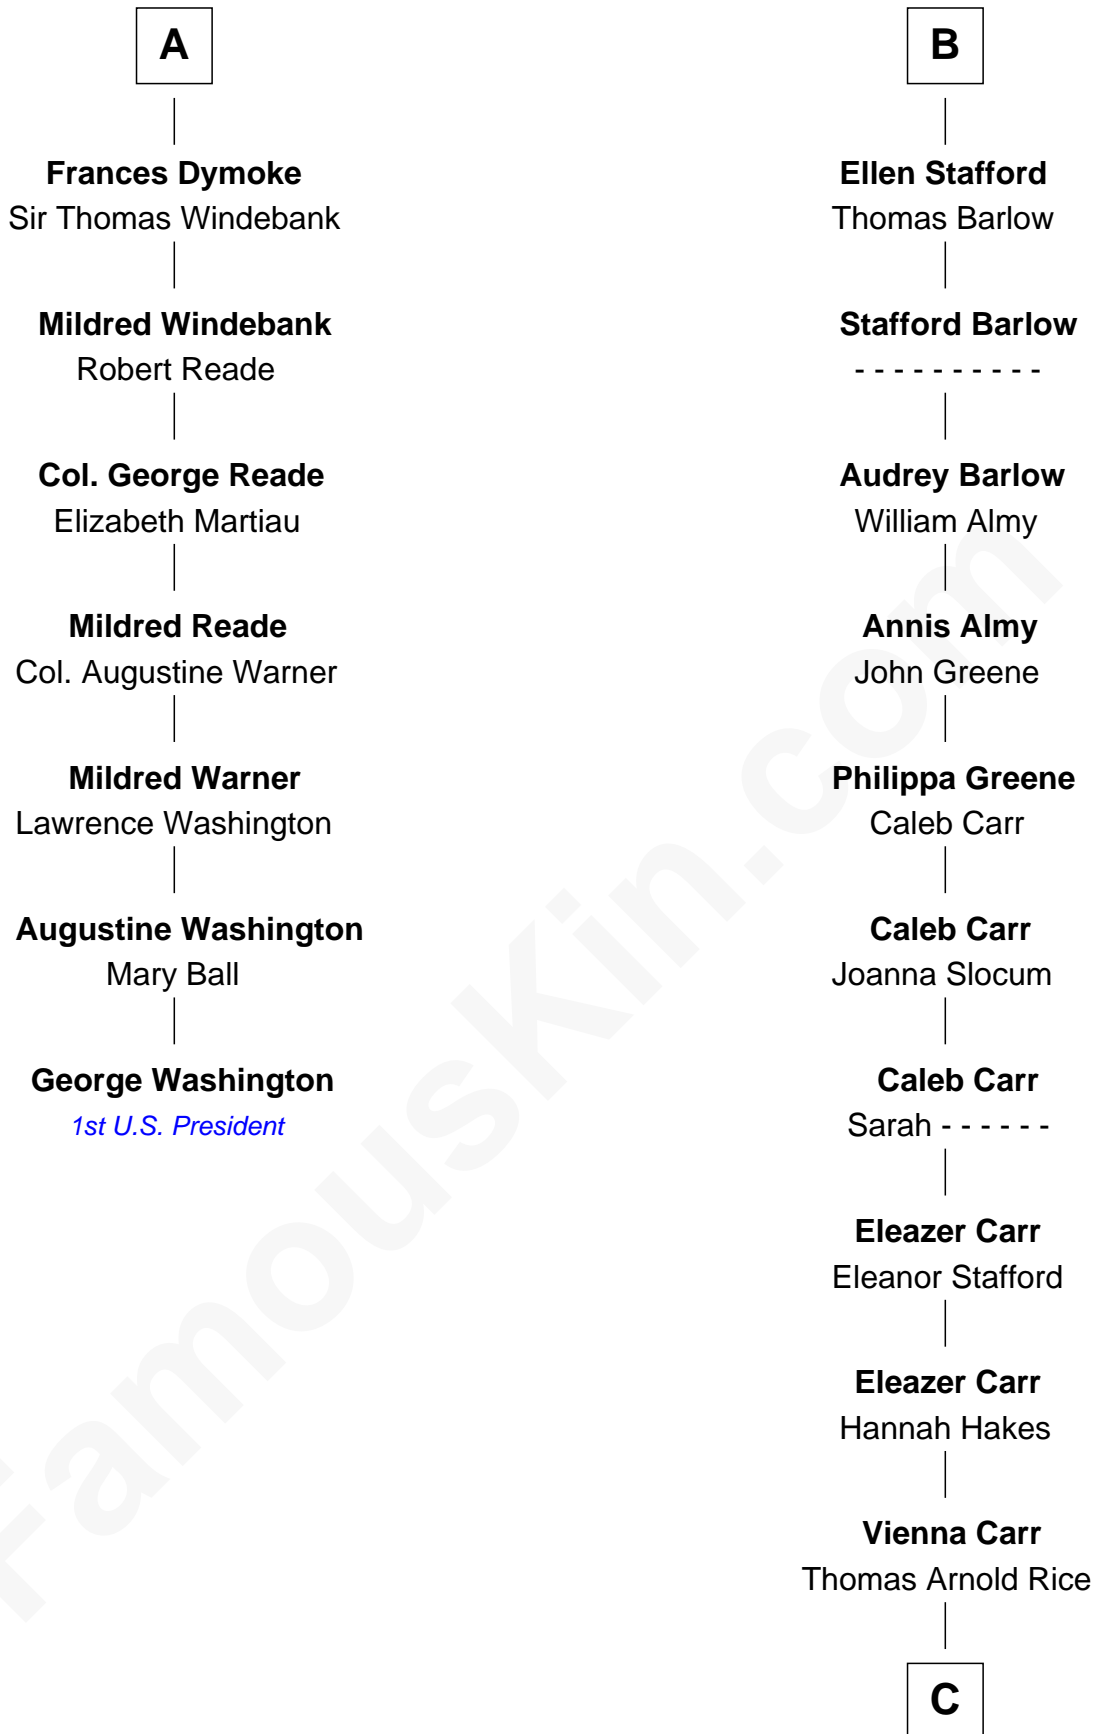 A
Frances Dymoke
Sir Thomas Windebank
Mildred Windebank
Robert Reade
Col. George Reade
Elizabeth Martiau
Mildred Reade
Col. Augustine Warner
Mildred Warner
Lawrence Washington
Augustine Washington
Mary Ball
George Washington
1st U.S. President
B
Ellen Stafford
Thomas Barlow
Stafford Barlow
- - - - - - - - - -
Audrey Barlow
William Almy
Annis Almy
John Greene
Philippa Greene
Caleb Carr
Caleb Carr
Joanna Slocum
Caleb Carr
Sarah - - - - - -
Eleazer Carr
Eleanor Stafford
Eleazer Carr
Hannah Hakes
Vienna Carr
Thomas Arnold Rice
C
FamousKin.com